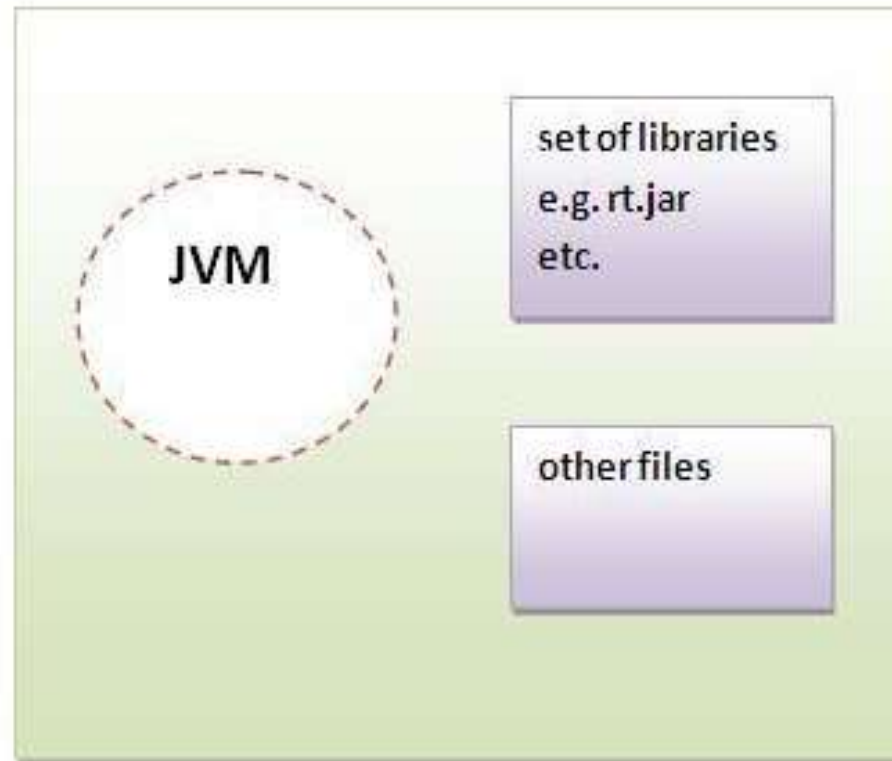 JVM
set of libraries
e.g. rt.jar
etc.
other files